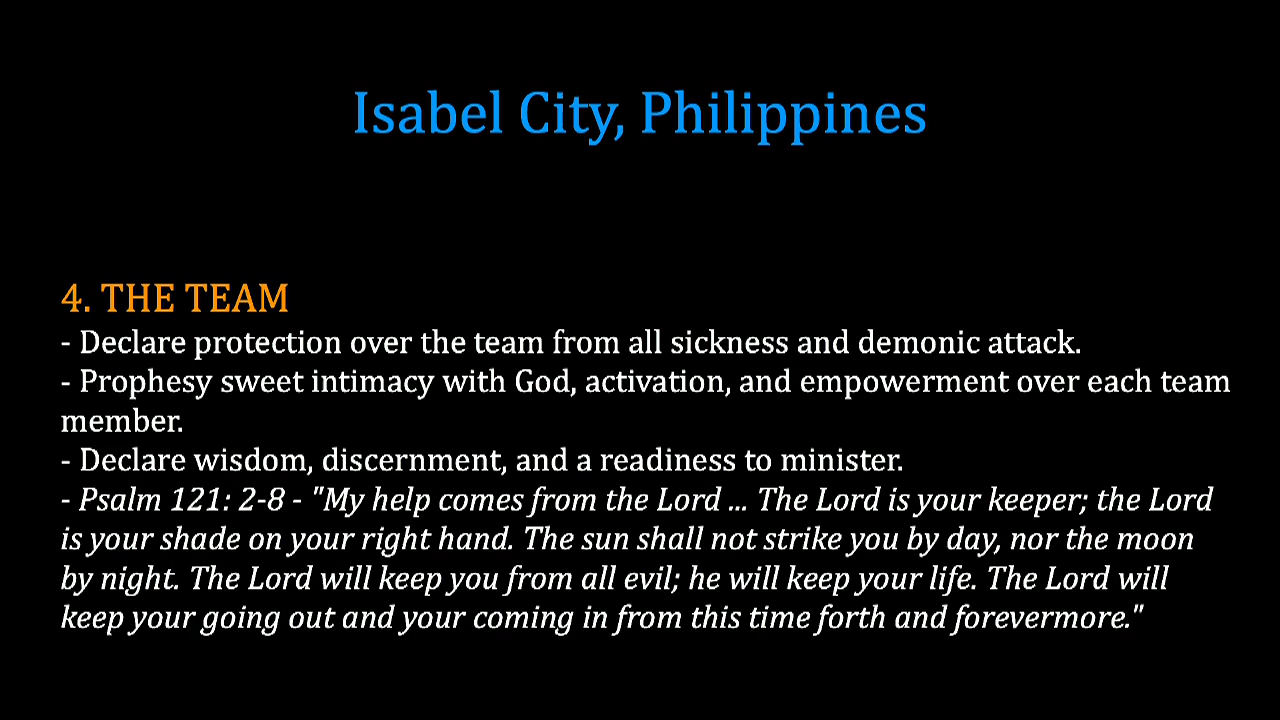 Isabel City, Philippines
4. THE TEAM
- Declare protection over the team from all sickness and demonic attack.
- Prophesy sweet intimacy with God, activation, and empowerment over each team
member.
- Declare wisdom, discernment, and a readiness to minister.
- Psalm 121: 2-8 - "My help comes from the Lord ... The Lord is your keeper; the Lord
is your shade on your right hand. The sun shall not strike you by day, nor the moon
by night. The Lord will keep you from all evil; he will keep your life. The Lord will
keep your going out and your coming in from this time forth and forevermore."